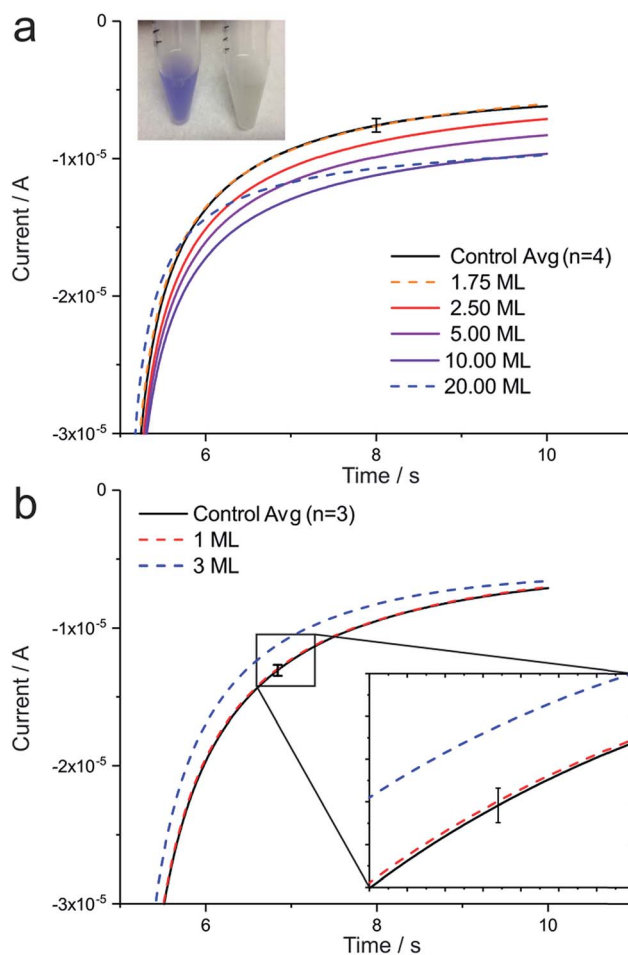 a
0
-1x10⁻⁵
-2x10⁻⁵
-3x10⁻⁵
Current / A
Control Avg (n=4)
1.75 ML
2.50 ML
5.00 ML
10.00 ML
20.00 ML
6
8
10
Time / s
b
0
-1x10⁻⁵
-2x10⁻⁵
-3x10⁻⁵
Current / A
Control Avg (n=3)
1 ML
3 ML
6
8
10
Time / s